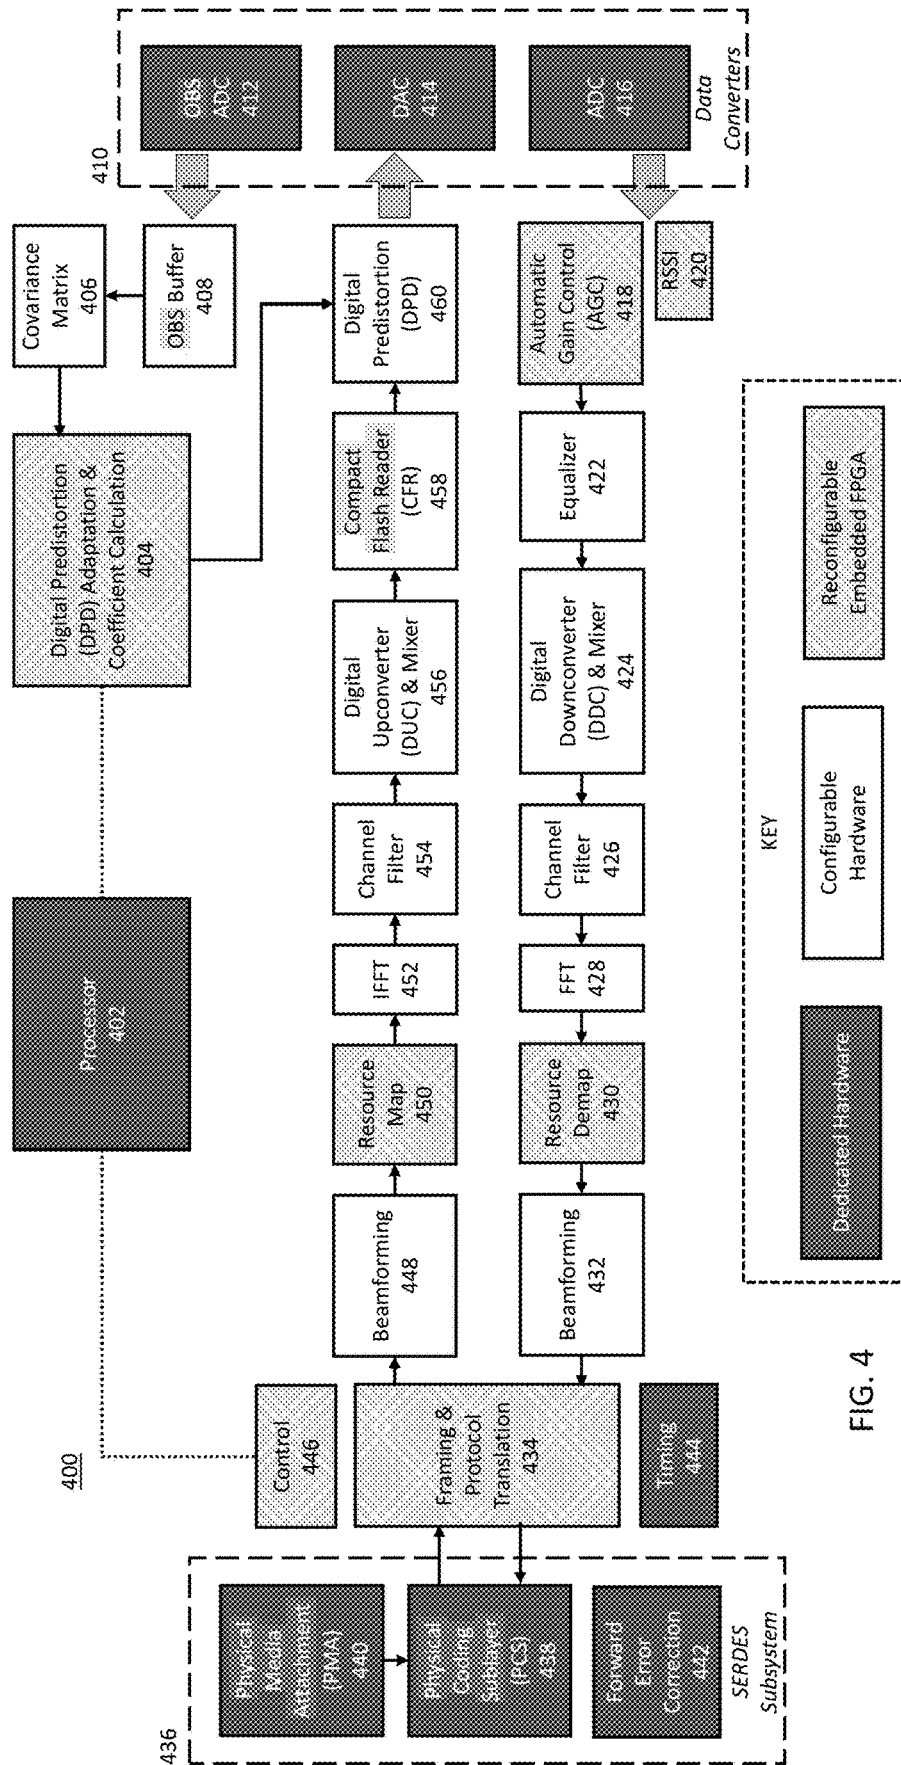 400
Processor
402
Digital Predistortion
(DPD) Adaptation &
Coefficient Calculation
404
Covariance
Matrix
406
OBS Buffer
408
410
OBS
ADC
412
DAC
414
ADC
416
Data
Converters
436
Physical
Media
Attachment
(PMA)
440
Physical
Coding
Sublayer
(PCS)
438
Forward
Error
Correction
442
SERDES
Subsystem
Control
446
Framing &
Protocol
Translation
434
Timing
444
Beamforming
448
Resource
Map
450
IFFT
452
Channel
Filter
454
Digital
Upconverter
(DUC) & Mixer
456
Compact
Flash Reader
(CFR)
458
Digital
Predistortion
(DPD)
460
Beamforming
432
Resource
Demap
430
FFT
428
Channel
Filter
426
Digital
Downconverter
(DDC) & Mixer
424
Equalizer
422
Automatic
Gain Control
(AGC)
418
RSSI
420
KEY
Dedicated Hardware
Configurable
Hardware
Reconfigurable
Embedded FPGA
FIG. 4